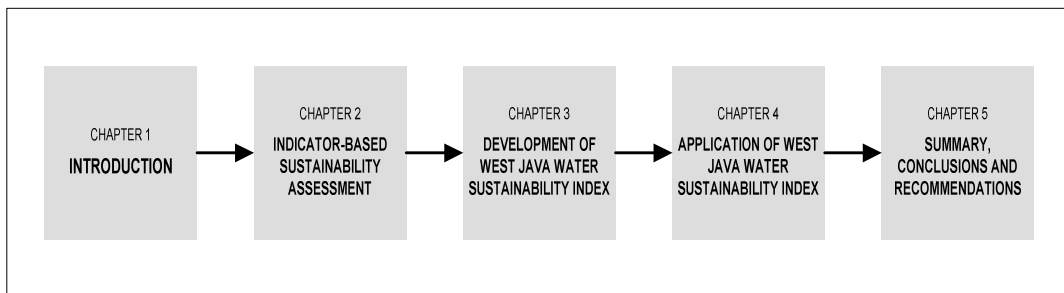 CHAPTER 1
INTRODUCTION
CHAPTER 2
INDICATOR-BASED
SUSTAINABILITY
ASSESSMENT
CHAPTER 3
DEVELOPMENT OF
WEST JAVA WATER
SUSTAINABILITY INDEX
CHAPTER 4
APPLICATION OF WEST
JAVA WATER
SUSTAINABILITY INDEX
CHAPTER 5
SUMMARY,
CONCLUSIONS AND
RECOMMENDATIONS